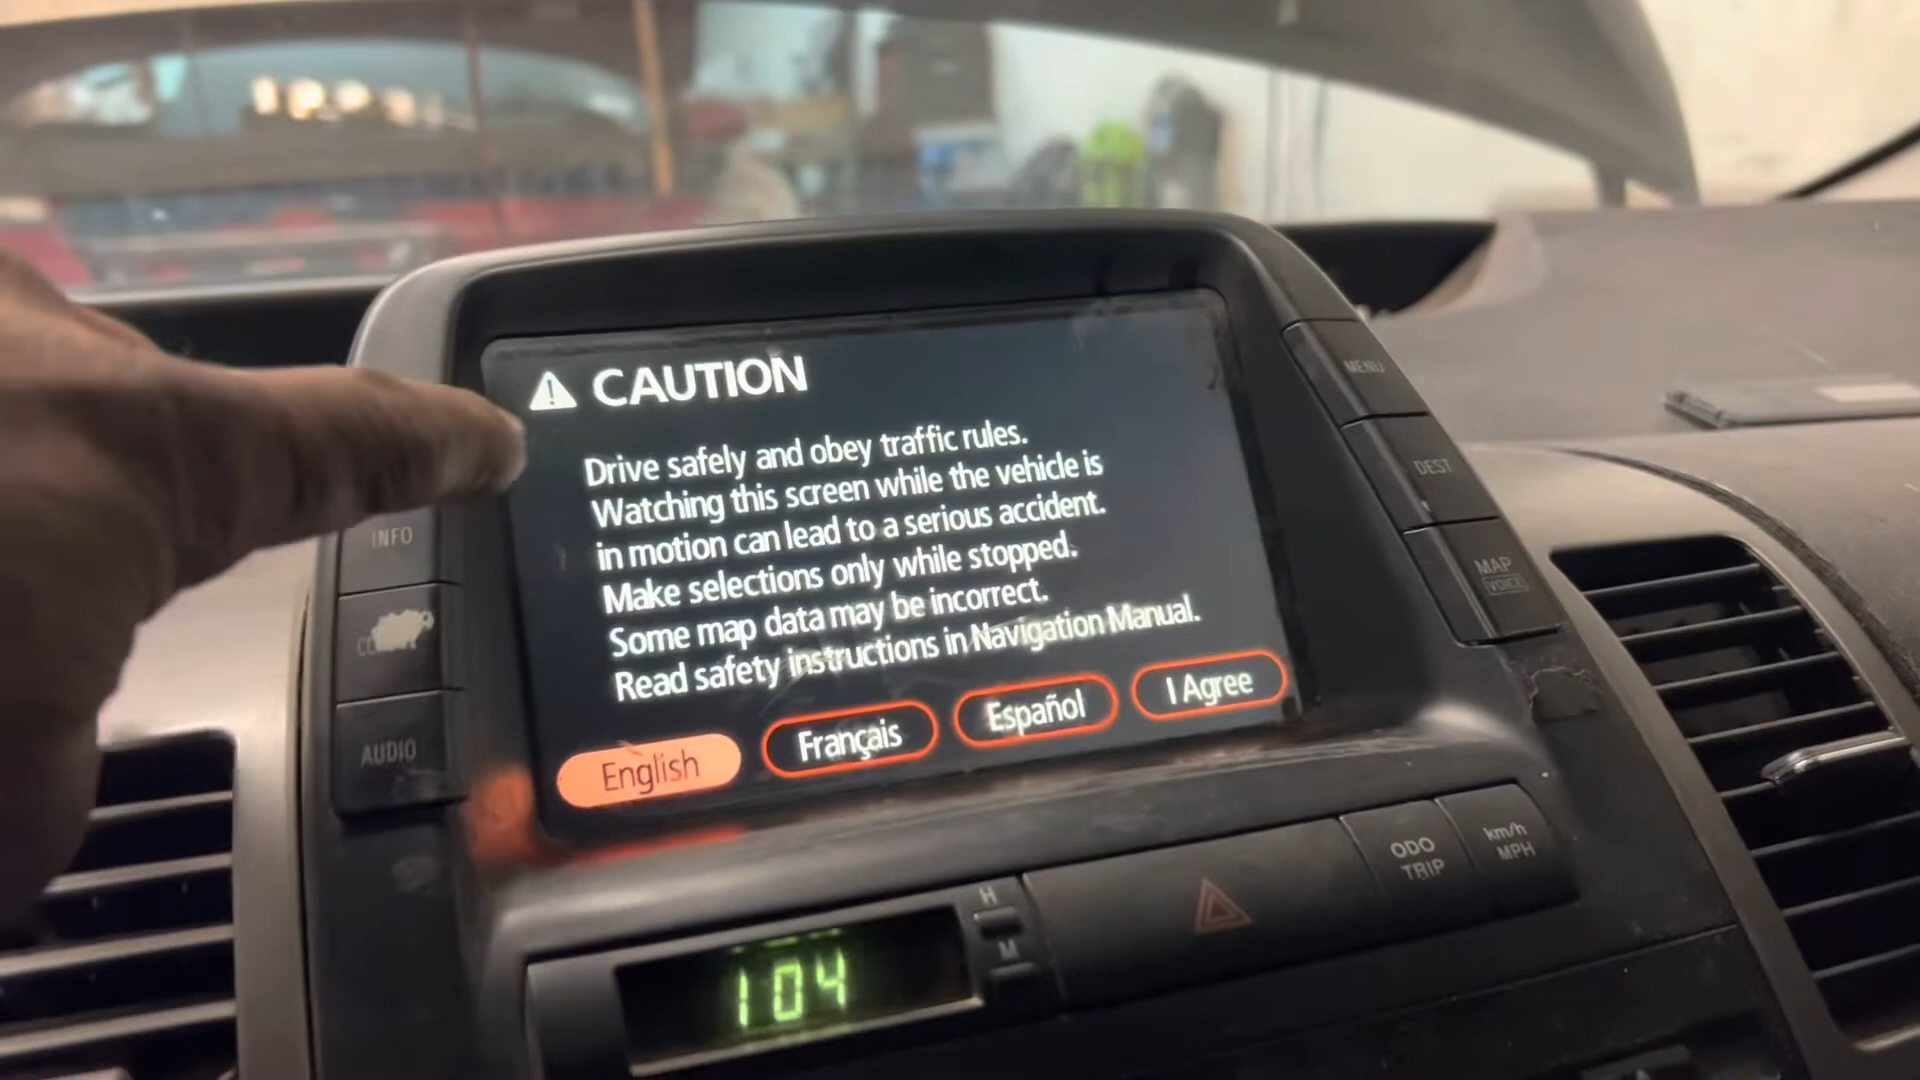 CAUTION
Drive safely and obey traffic rules.
Watching this screen while the vehicle is
in motion can lead to a serious accident.
Make selections only while stopped.
Some map data may be incorrect.
Read safety instructions in Navigation Manual.
English
Français
Español
I Agree
INFO
AUDIO
MENU
DEST
MAP
VOICE
ODO
TRIP
km/h
MPH
H
M
104